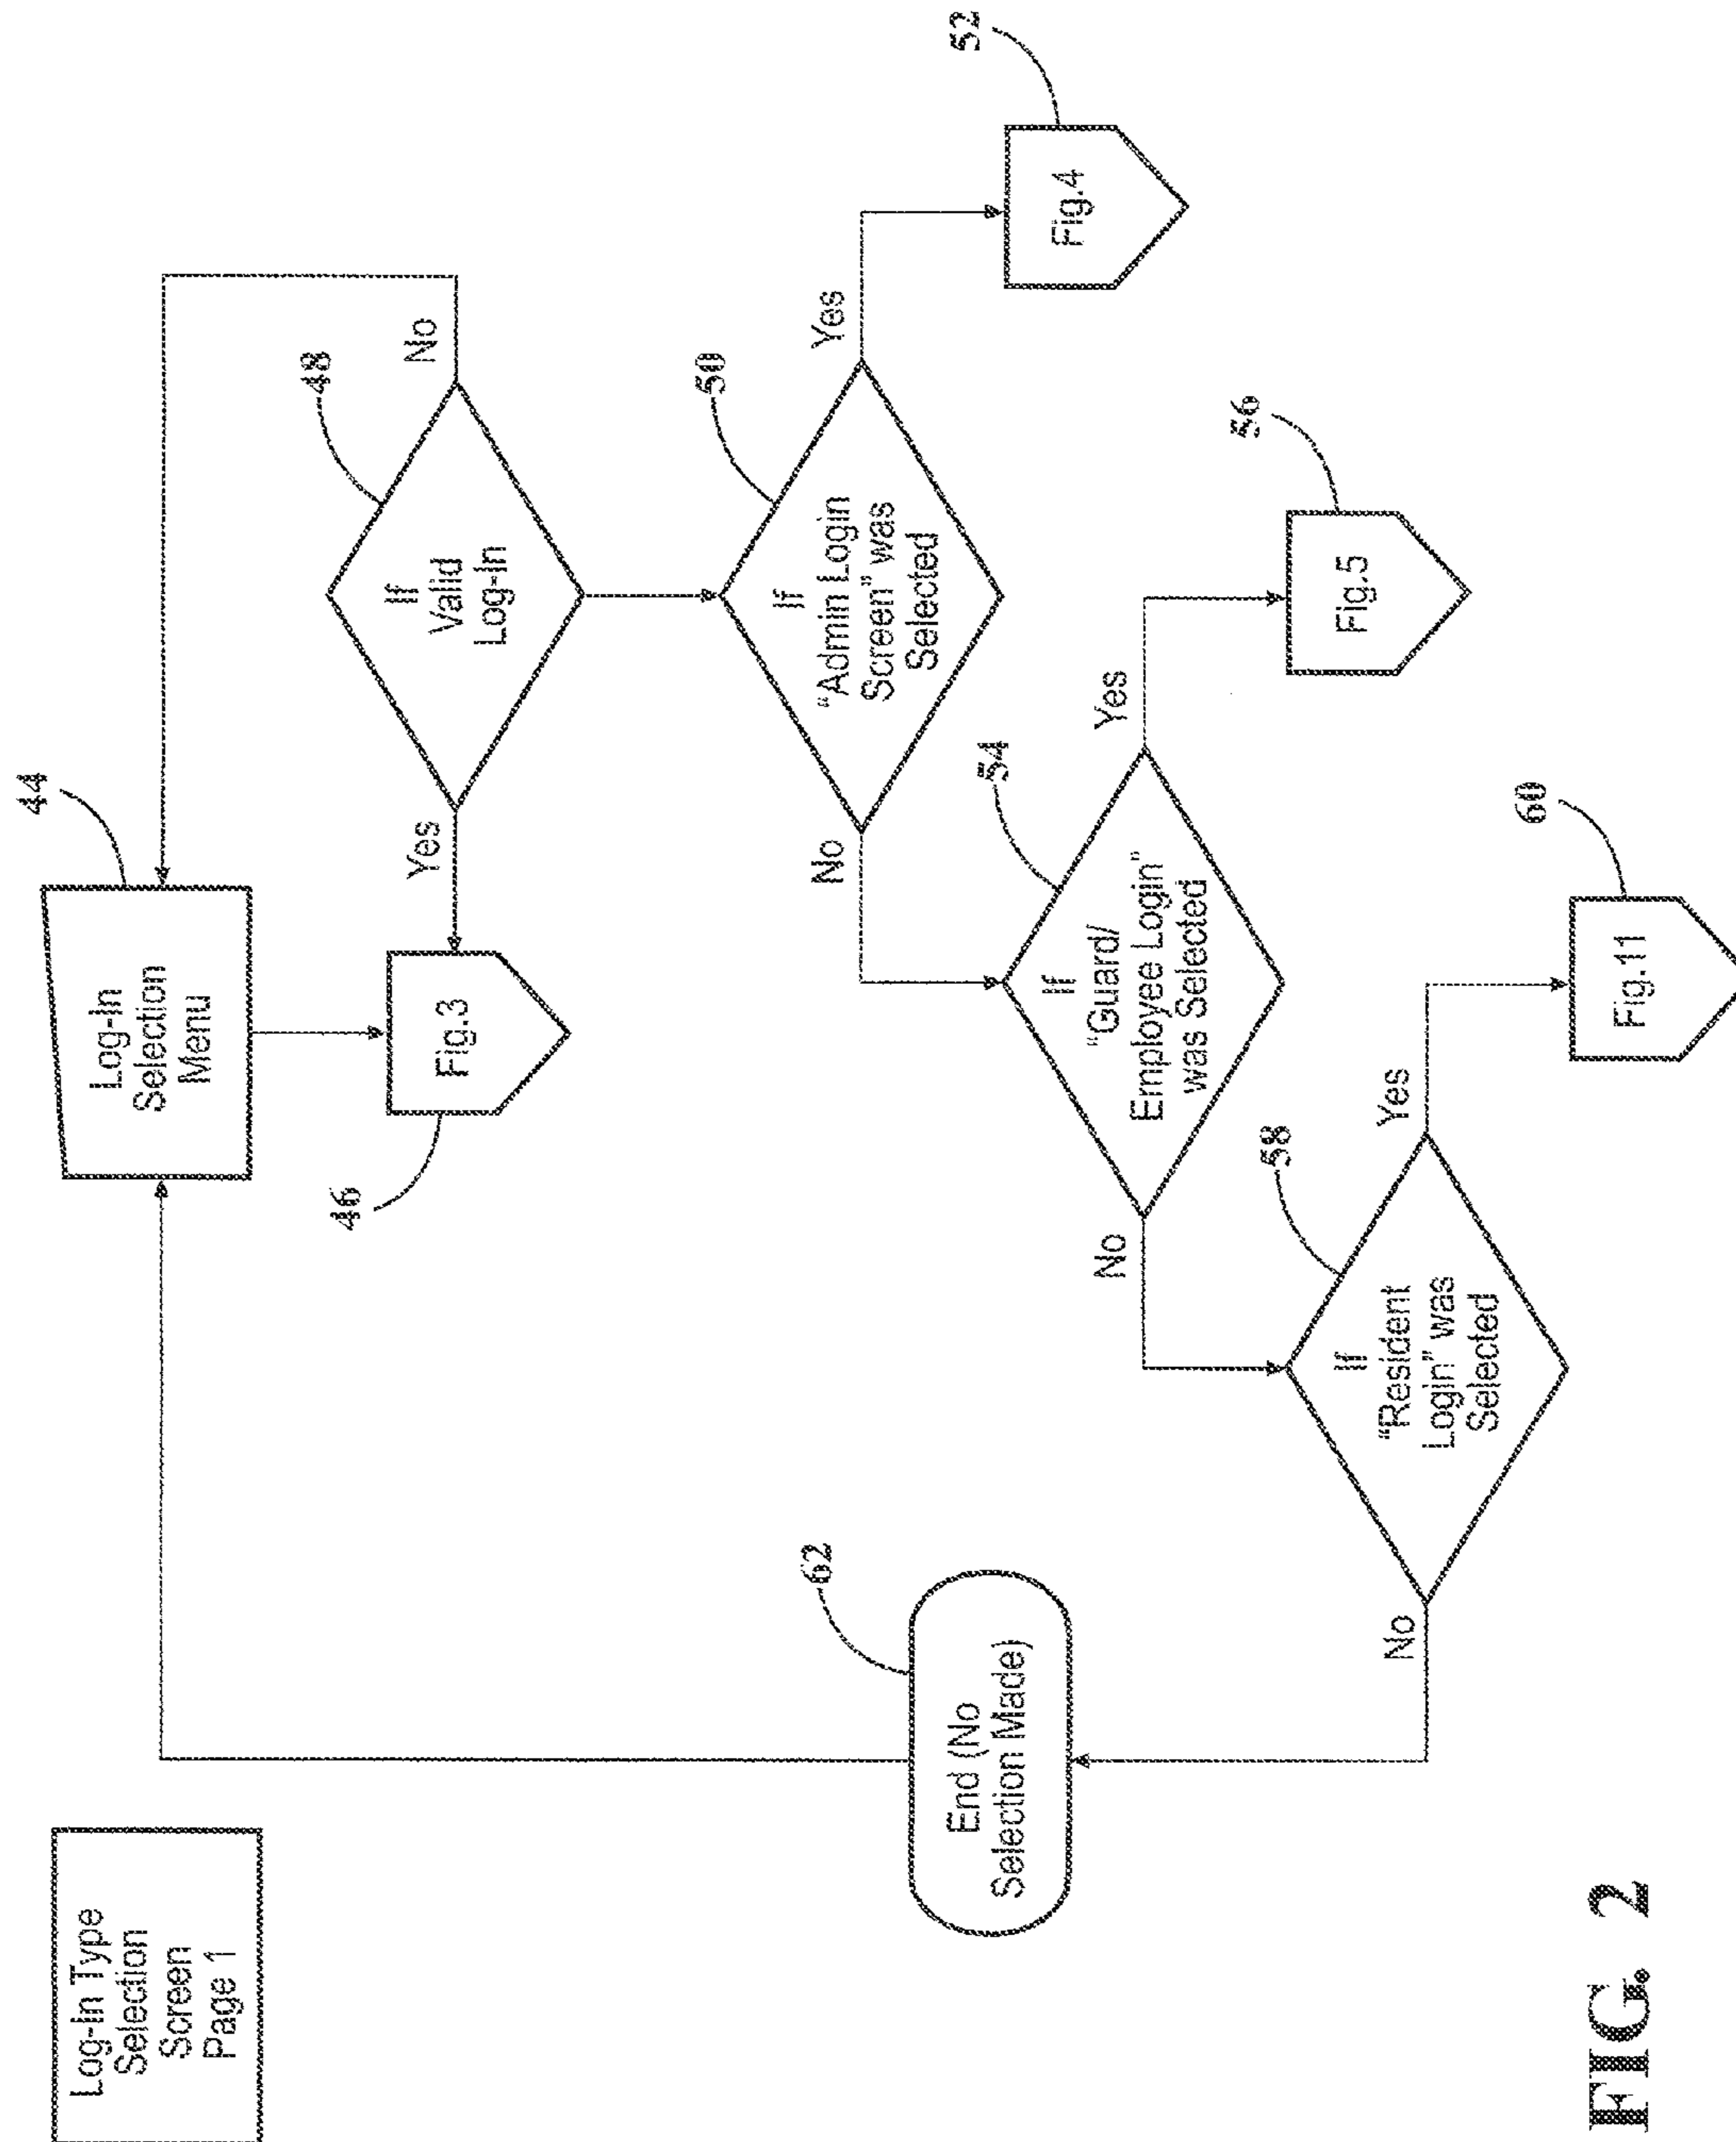 Log-In Type
Selection
Screen
Page 1
44
Log-In
Selection
Menu
46
Fig.3
48
If
Valid
Log-In
Yes
No
50
If
"Admin Login
Screen" was
Selected
No
Yes
52
Fig.4
54
If
"Guard/
Employee Login"
was Selected
No
Yes
56
Fig.5
58
If
"Resident
Login" was
Selected
No
Yes
60
Fig.11
62
End (No
Selection Made)
FIG. 2